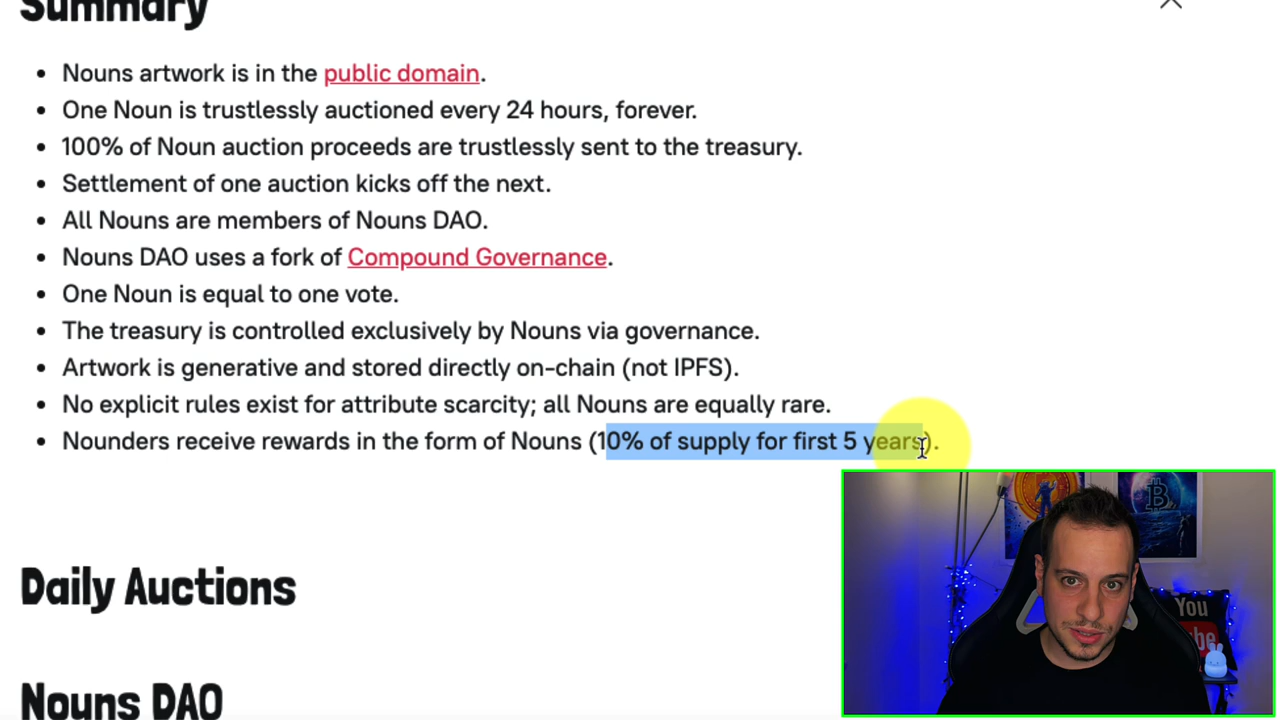 Summary
Nouns artwork is in the public domain.
One Noun is trustlessly auctioned every 24 hours, forever.
100% of Noun auction proceeds are trustlessly sent to the treasury.
Settlement of one auction kicks off the next.
All Nouns are members of Nouns DAO.
Nouns DAO uses a fork of Compound Governance.
One Noun is equal to one vote.
The treasury is controlled exclusively by Nouns via governance.
Artwork is generative and stored directly on-chain (not IPFS).
No explicit rules exist for attribute scarcity; all Nouns are equally rare.
Nounders receive rewards in the form of Nouns (10% of supply for first 5 years).
Daily Auctions
You
Nouns DAO